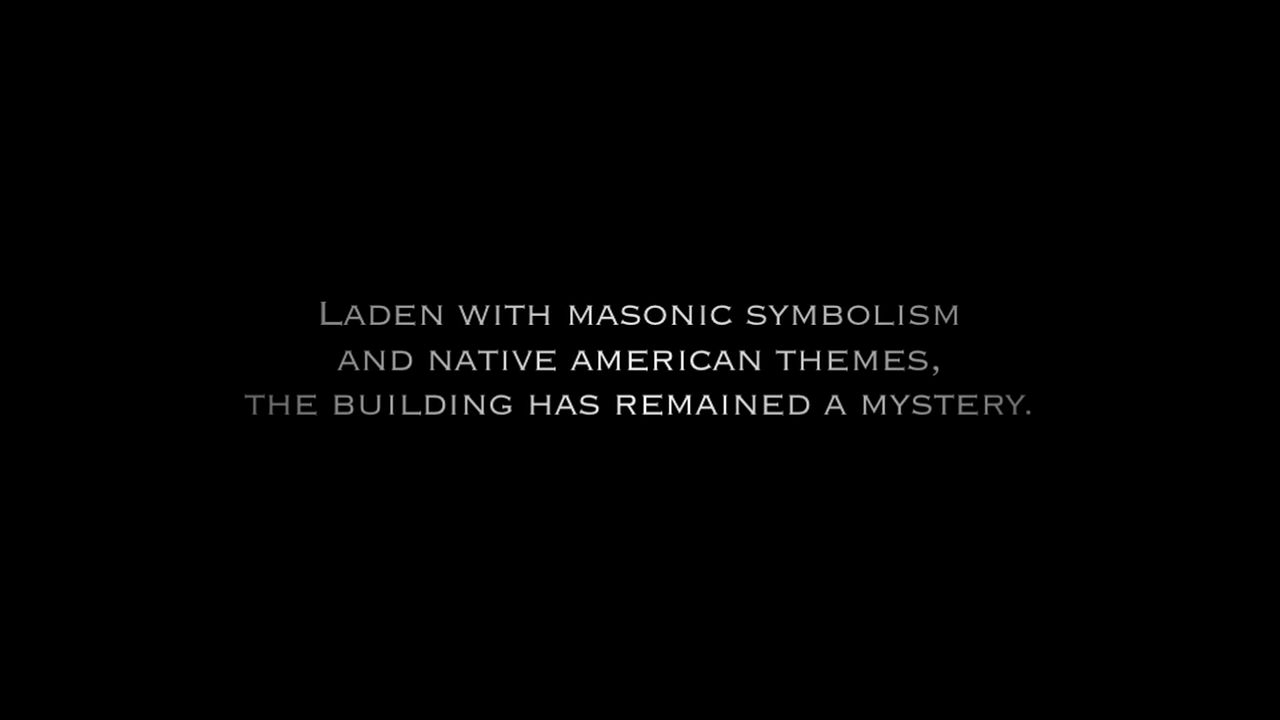 Laden with masonic symbolism
and native american themes,
the building has remained a mystery.